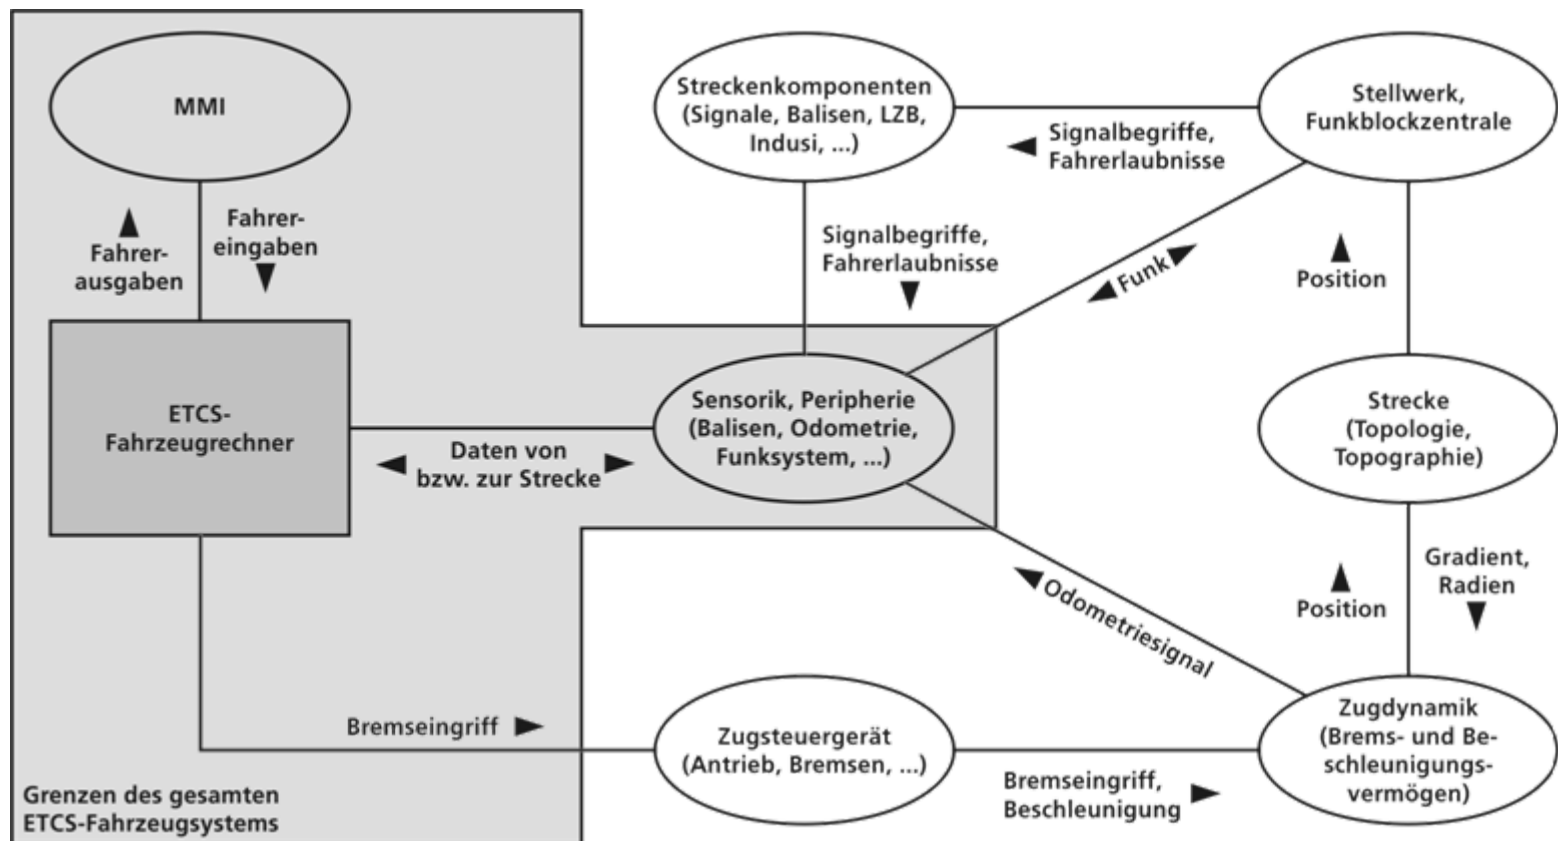 MMI
Streckenkomponenten
(Signale, Balisen, LZB,
Indusi, ...)
Stellwerk,
Funkblockzentrale
Signalbegriffe,
Fahrerlaubnisse
Fahrer-
ausgaben
Fahrer-
eingaben
Signalbegriffe,
Fahrerlaubnisse
Funk
Position
ETCS-
Fahrzeugrechner
Daten von
bzw. zur Strecke
Sensorik, Peripherie
(Balisen, Odometrie,
Funksystem, ...)
Strecke
(Topologie,
Topographie)
Odometriesignal
Position
Gradient,
Radien
Bremseingriff
Zugsteuergerät
(Antrieb, Bremsen, ...)
Bremseingriff,
Beschleunigung
Zugdynamik
(Brems- und Be-
schleunigungs-
vermögen)
Grenzen des gesamten
ETCS-Fahrzeugsystems